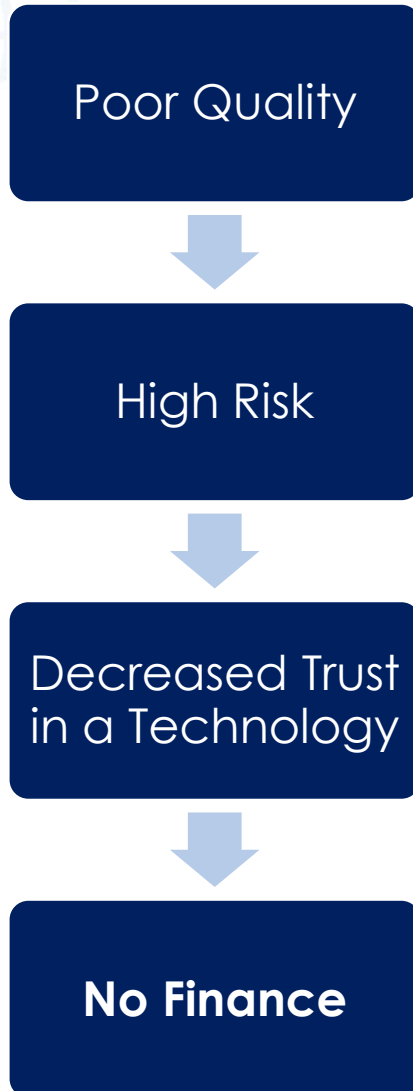 Poor Quality
High Risk
Decreased Trust
in a Technology
No Finance